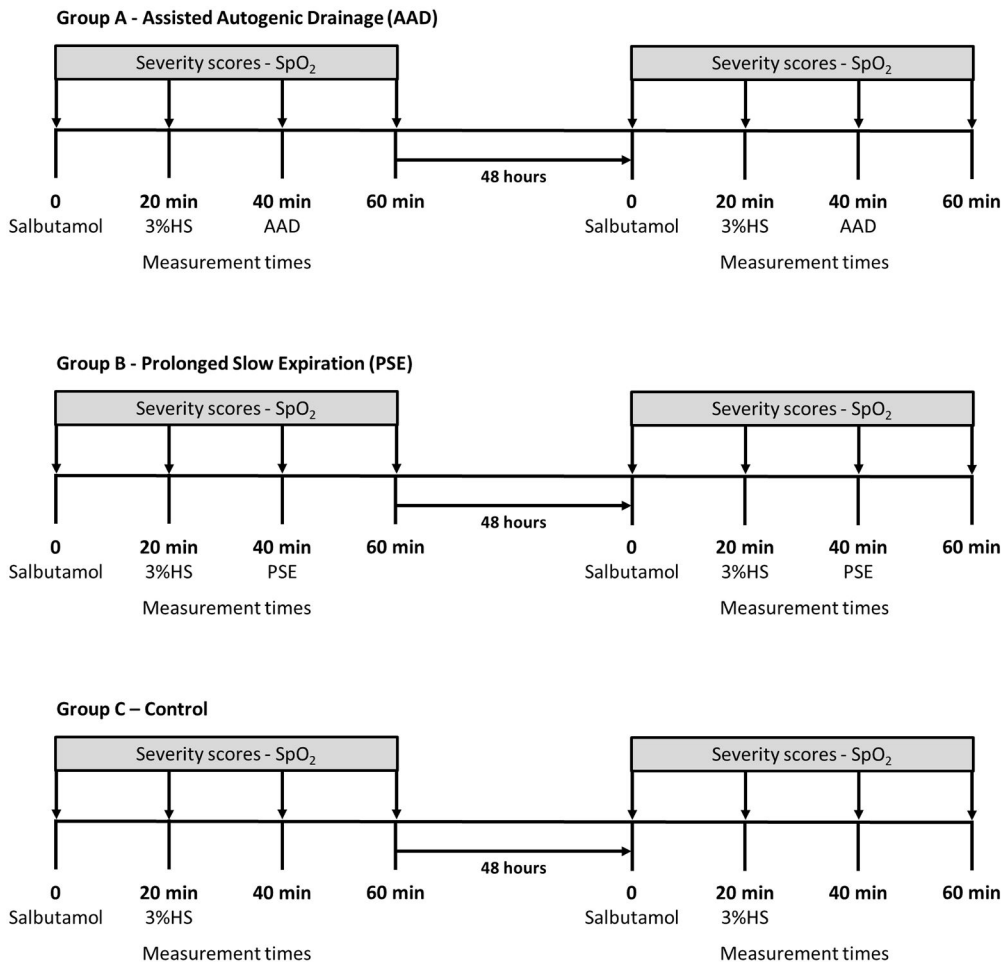 Group A - Assisted Autogenic Drainage (AAD)
Severity scores - SpO₂ Severity scores - SpO₂
48 hours
0 20 min 40 min 60 min 0 20 min 40 min 60 min
Salbutamol 3%HS AAD Salbutamol 3%HS AAD
Measurement times Measurement times
Group B - Prolonged Slow Expiration (PSE)
Severity scores - SpO₂ Severity scores - SpO₂
48 hours
0 20 min 40 min 60 min 0 20 min 40 min 60 min
Salbutamol 3%HS PSE Salbutamol 3%HS PSE
Measurement times Measurement times
Group C – Control
Severity scores - SpO₂ Severity scores - SpO₂
48 hours
0 20 min 40 min 60 min 0 20 min 40 min 60 min
Salbutamol 3%HS Salbutamol 3%HS
Measurement times Measurement times